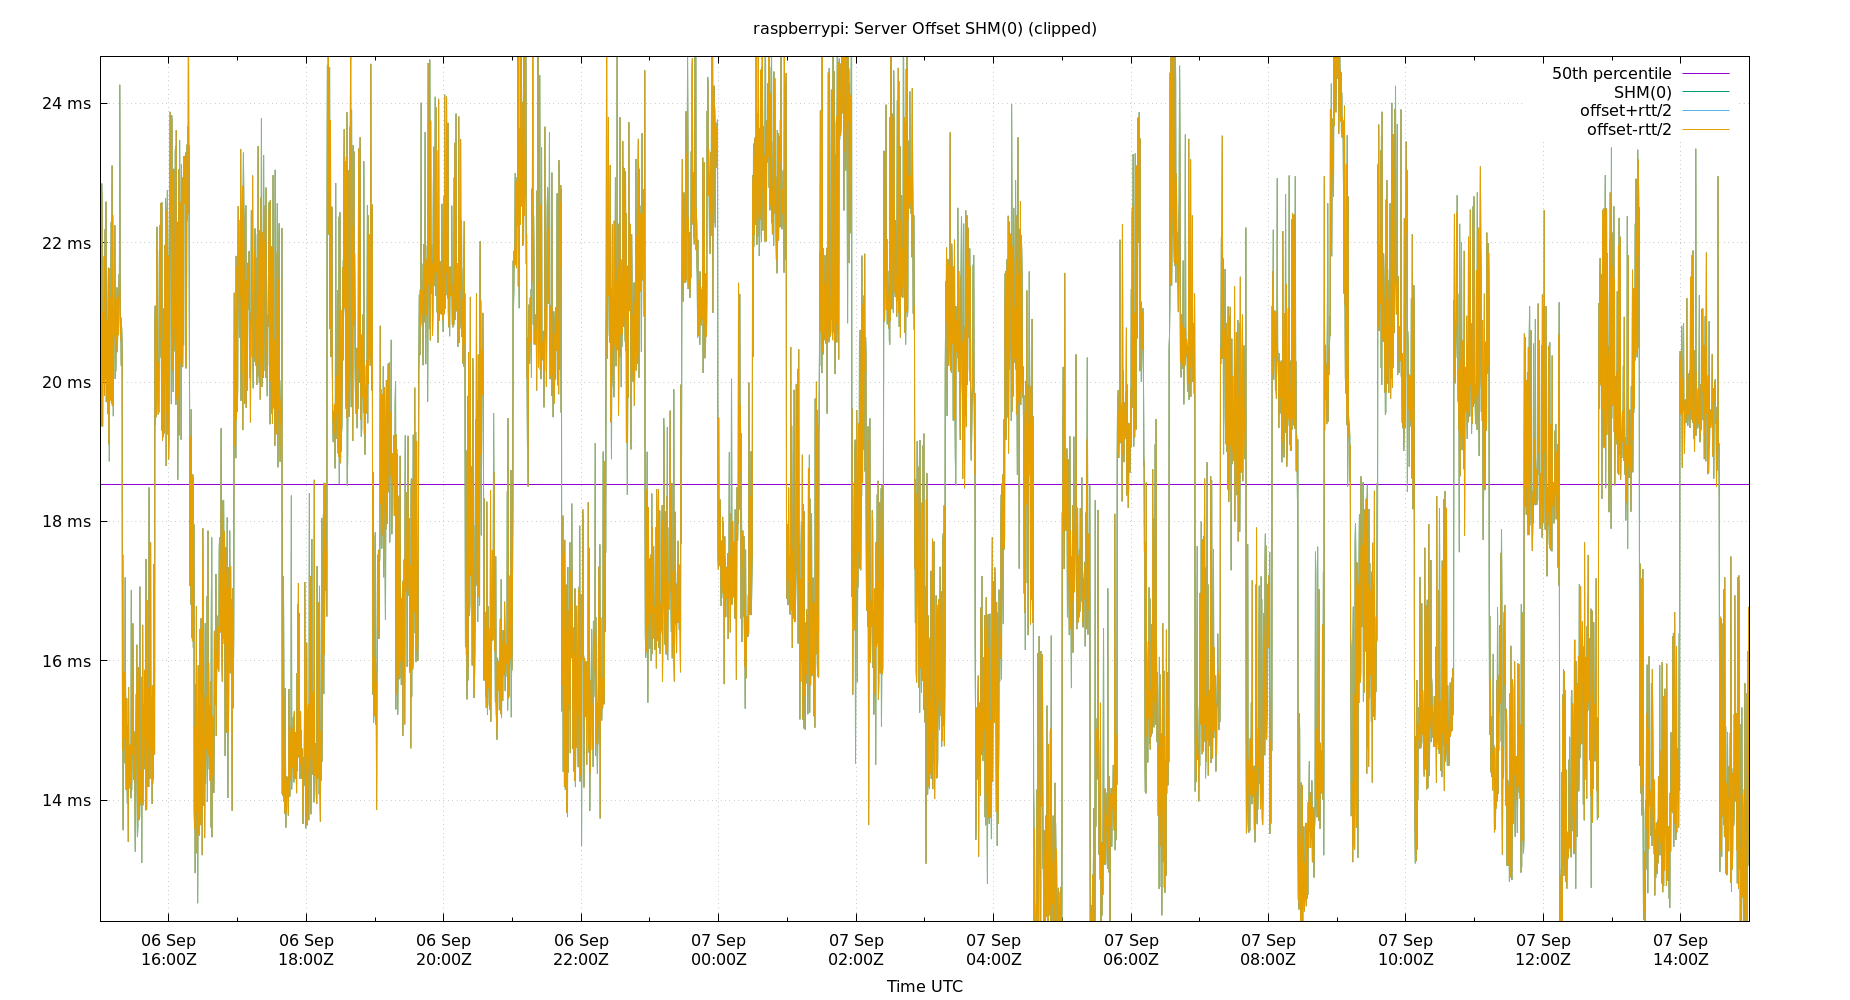 raspberrypi: Server Offset SHM(0) (clipped)
50th percentile
SHM(0)
offset+rtt/2
offset-rtt/2
24 ms
22 ms
20 ms
18 ms
16 ms
14 ms
06 Sep 06 Sep 06 Sep 06 Sep 07 Sep 07 Sep 07 Sep 07 Sep 07 Sep 07 Sep 07 Sep 07 Sep
16:00Z 18:00Z 20:00Z 22:00Z 00:00Z 02:00Z 04:00Z 06:00Z 08:00Z 10:00Z 12:00Z 14:00Z
Time UTC